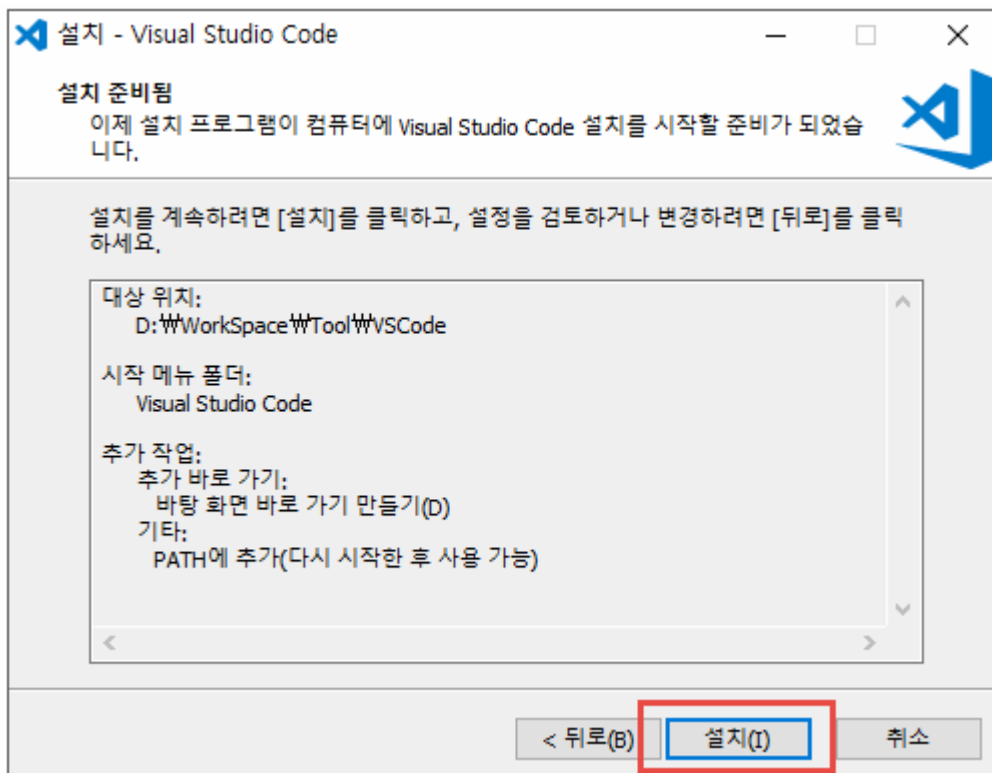 설치 - Visual Studio Code
설치 준비됨
이제 설치 프로그램이 컴퓨터에 Visual Studio Code 설치를 시작할 준비가 되었습
니다.
설치를 계속하려면 [설치]를 클릭하고, 설정을 검토하거나 변경하려면 [뒤로]를 클릭
하세요.
대상 위치:
D:₩WorkSpace₩Tool₩VSCode
시작 메뉴 폴더:
Visual Studio Code
추가 작업:
추가 바로 가기:
바탕 화면 바로 가기 만들기(D)
기타:
PATH에 추가(다시 시작한 후 사용 가능)
< 뒤로(B) 설치(I) 취소